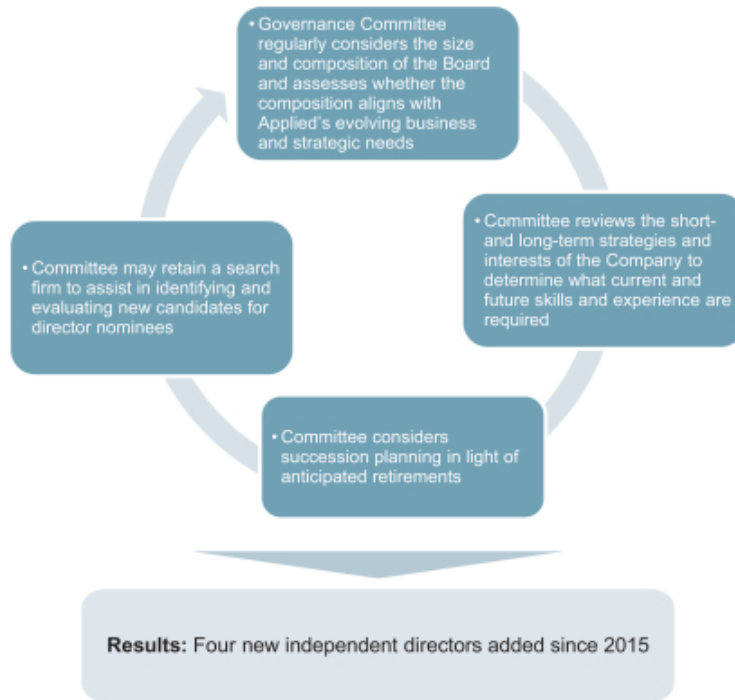 • Governance Committee
regularly considers the size
and composition of the Board
and assesses whether the
composition aligns with
Applied's evolving business
and strategic needs
• Committee reviews the short-
and long-term strategies and
interests of the Company to
determine what current and
future skills and experience are
required
• Committee considers
succession planning in light of
anticipated retirements
• Committee may retain a search
firm to assist in identifying and
evaluating new candidates for
director nominees
Results: Four new independent directors added since 2015